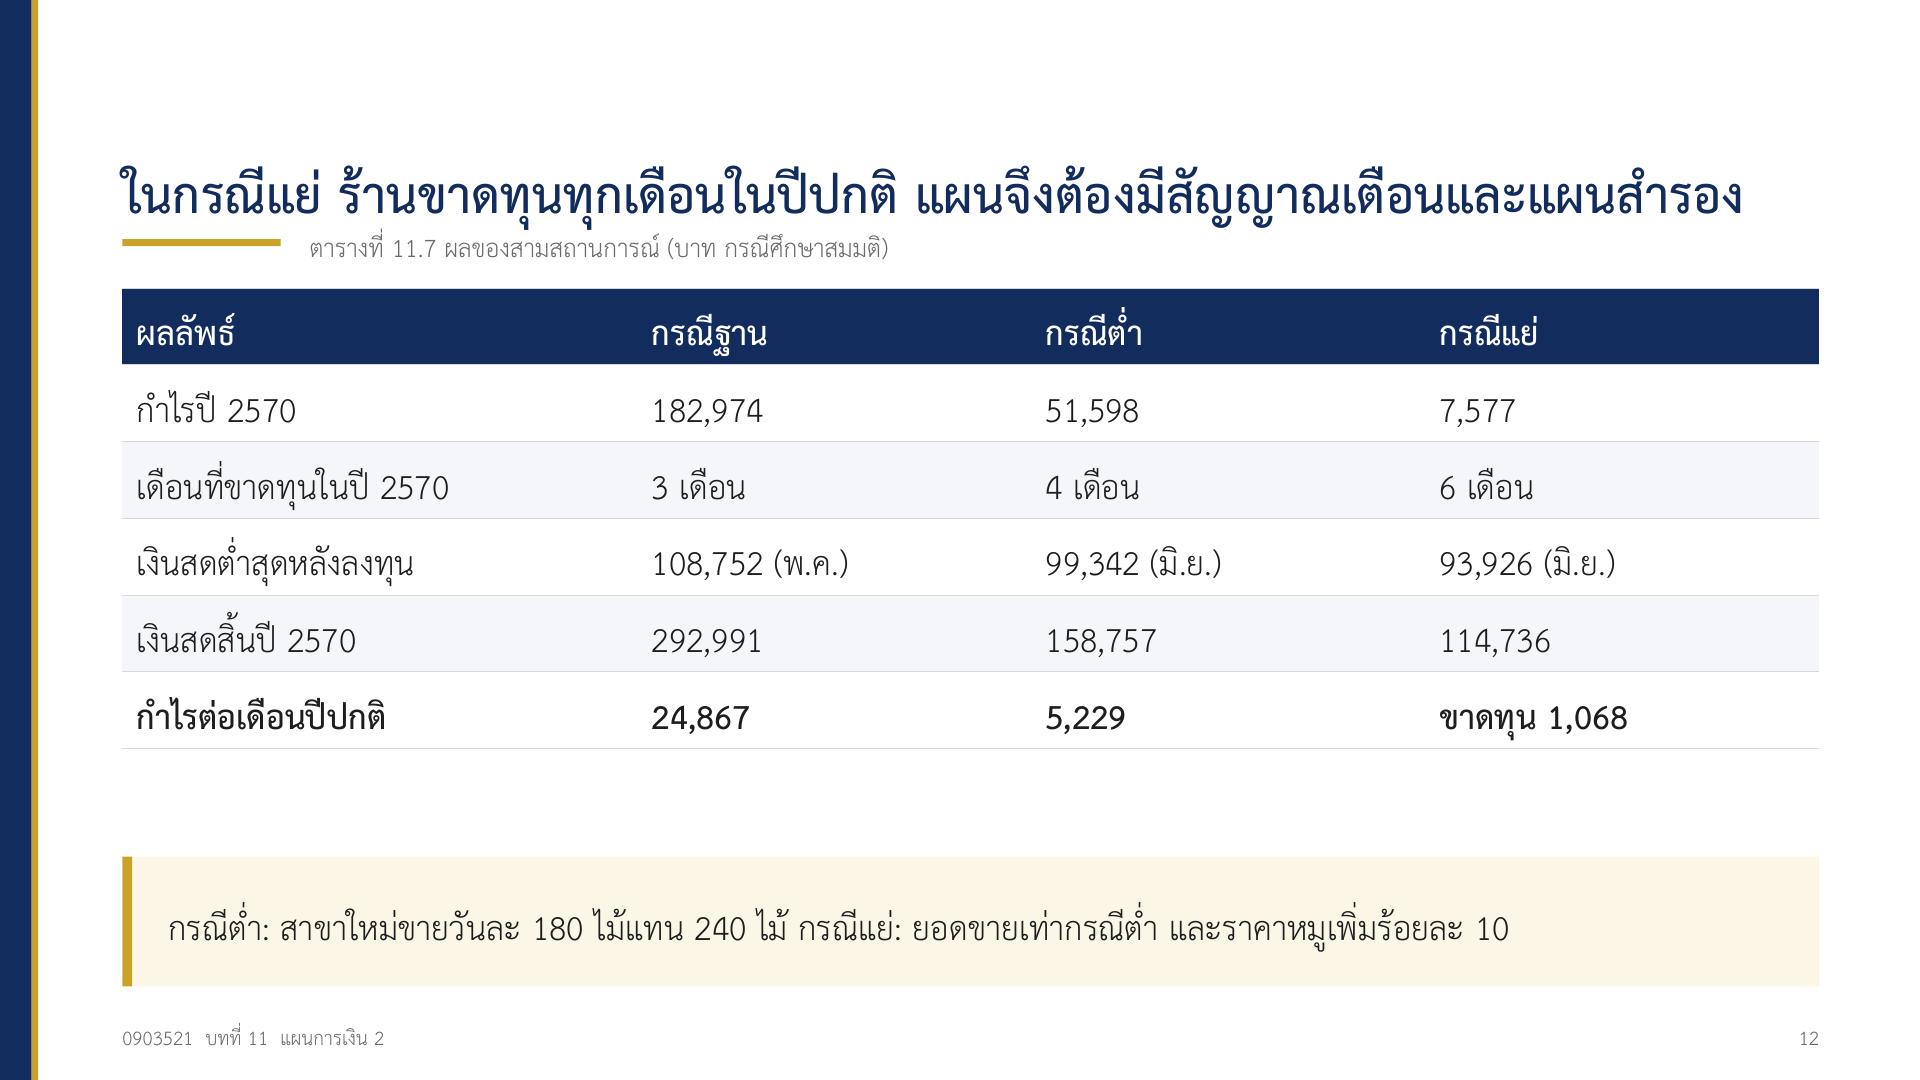 ในกรณีแย่ ร้านขาดทุนทุกเดือนในปีปกติ แผนจึงต้องมีสัญญาณเตือนและแผนสำรอง
ตารางที่ 11.7 ผลของสามสถานการณ์ (บาท กรณีศึกษาสมมติ)
ผลลัพธ์ กรณีฐาน กรณีต่ำ กรณีแย่
กำไรปี 2570 182,974 51,598 7,577
เดือนที่ขาดทุนในปี 2570 3 เดือน 4 เดือน 6 เดือน
เงินสดต่ำสุดหลังลงทุน 108,752 (พ.ค.) 99,342 (มิ.ย.) 93,926 (มิ.ย.)
เงินสดสิ้นปี 2570 292,991 158,757 114,736
กำไรต่อเดือนปีปกติ 24,867 5,229 ขาดทุน 1,068
กรณีต่ำ: สาขาใหม่ขายวันละ 180 ไม้แทน 240 ไม้ กรณีแย่: ยอดขายเท่ากรณีต่ำ และราคาหมูเพิ่มร้อยละ 10
0903521 บทที่ 11 แผนการเงิน 2 12